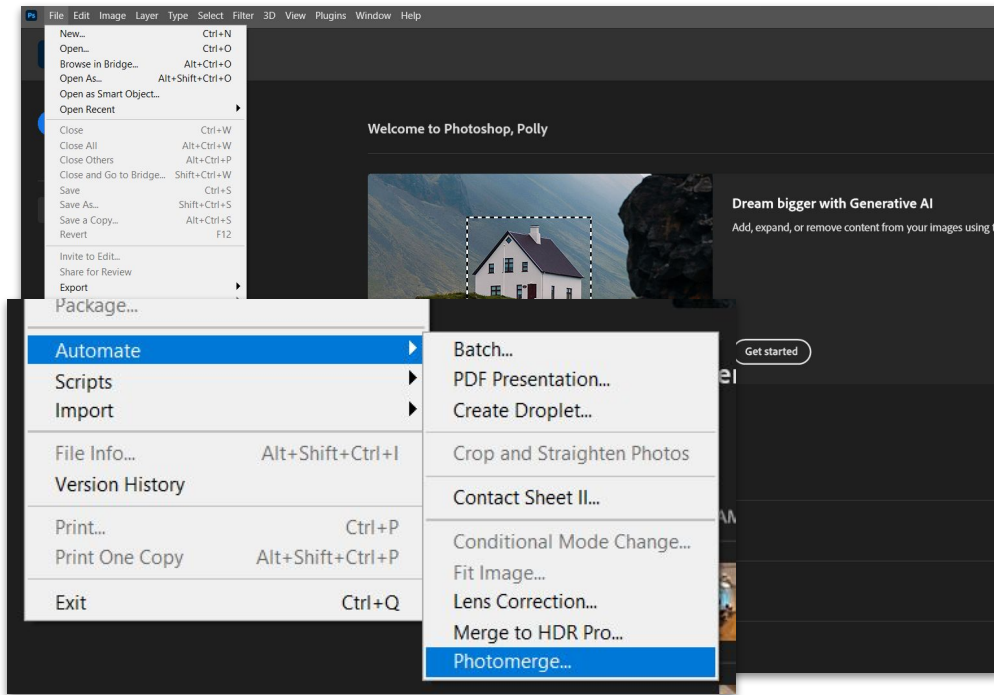 Ps File Edit Image Layer Type Select Filter 3D View Plugins Window Help
New... Ctrl+N
Open... Ctrl+O
Browse in Bridge... Alt+Ctrl+O
Open As... Alt+Shift+Ctrl+O
Open as Smart Object...
Open Recent
Close Ctrl+W
Close All Alt+Ctrl+W
Close Others Alt+Ctrl+P
Close and Go to Bridge... Shift+Ctrl+W
Save Ctrl+S
Save As... Shift+Ctrl+S
Save a Copy... Alt+Ctrl+S
Revert F12
Invite to Edit...
Share for Review
Export
Welcome to Photoshop, Polly
Dream bigger with Generative AI
Add, expand, or remove content from your images using
Get started
Package...
Automate
Scripts
Import
File Info... Alt+Shift+Ctrl+I
Version History
Print... Ctrl+P
Print One Copy Alt+Shift+Ctrl+P
Exit Ctrl+Q
Batch...
PDF Presentation...
Create Droplet...
Crop and Straighten Photos
Contact Sheet II...
Conditional Mode Change...
Fit Image...
Lens Correction...
Merge to HDR Pro...
Photomerge...